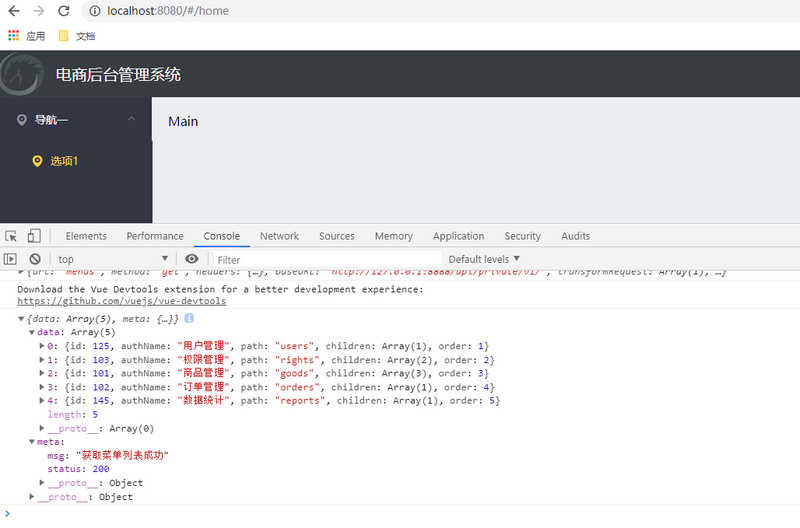 localhost:8080/#/home
应用 文档
电商后台管理系统
导航一 Main
选项1
Elements Performance Console Network Sources Memory Application Security Audits
top Filter Default levels ▼
▶{url: "menus", method: "get", headers: {…}, baseURL: "http://127.0.0.1:8888/api/private/v1/", transformRequest: Array(1), …}
Download the Vue Devtools extension for a better development experience:
https://github.com/vuejs/vue-devtools
▼{data: Array(5), meta: {…}}
▼data: Array(5)
▶0: {id: 125, authName: "用户管理", path: "users", children: Array(1), order: 1}
▶1: {id: 103, authName: "权限管理", path: "rights", children: Array(2), order: 2}
▶2: {id: 101, authName: "商品管理", path: "goods", children: Array(3), order: 3}
▶3: {id: 102, authName: "订单管理", path: "orders", children: Array(1), order: 4}
▶4: {id: 145, authName: "数据统计", path: "reports", children: Array(1), order: 5}
length: 5
▶__proto__: Array(0)
▼meta:
msg: "获取菜单列表成功"
status: 200
▶__proto__: Object
▶__proto__: Object